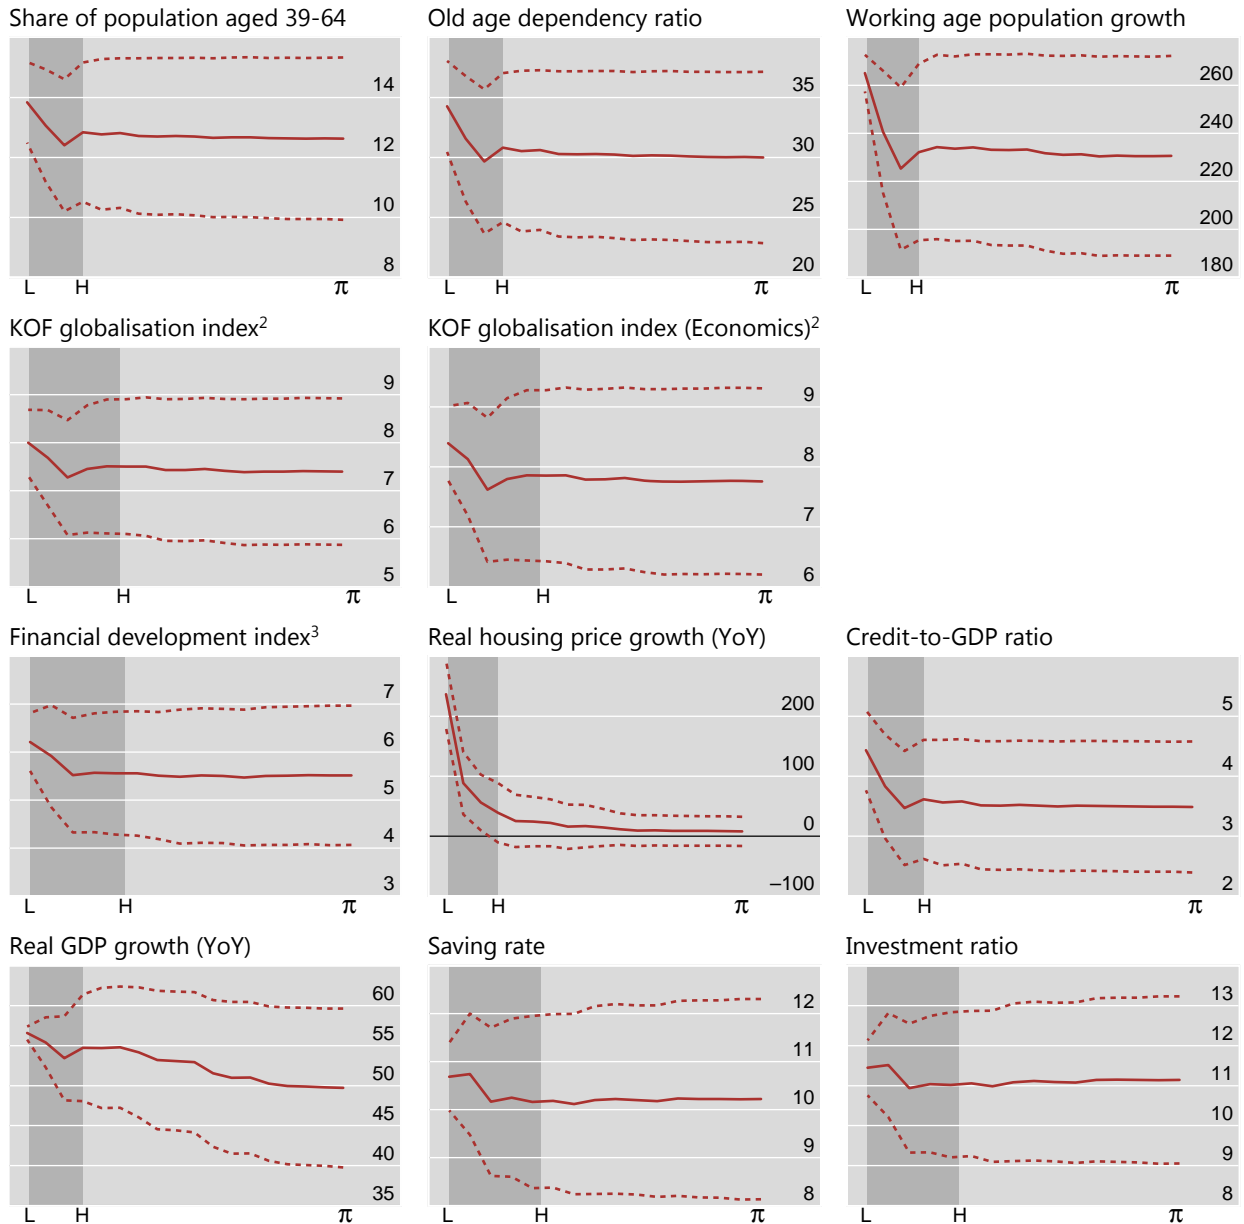 Share of population aged 39-64
Old age dependency ratio
Working age population growth
14
12
10
8
L H π
35
30
25
20
L H π
260
240
220
200
180
L H π
KOF globalisation index²
KOF globalisation index (Economics)²
9
8
7
6
5
L H π
9
8
7
6
L H π
Financial development index³
Real housing price growth (YoY)
Credit-to-GDP ratio
7
6
5
4
3
L H π
200
100
0
–100
L H π
5
4
3
2
L H π
Real GDP growth (YoY)
Saving rate
Investment ratio
60
55
50
45
40
35
L H π
12
11
10
9
8
L H π
13
12
11
10
9
8
L H π